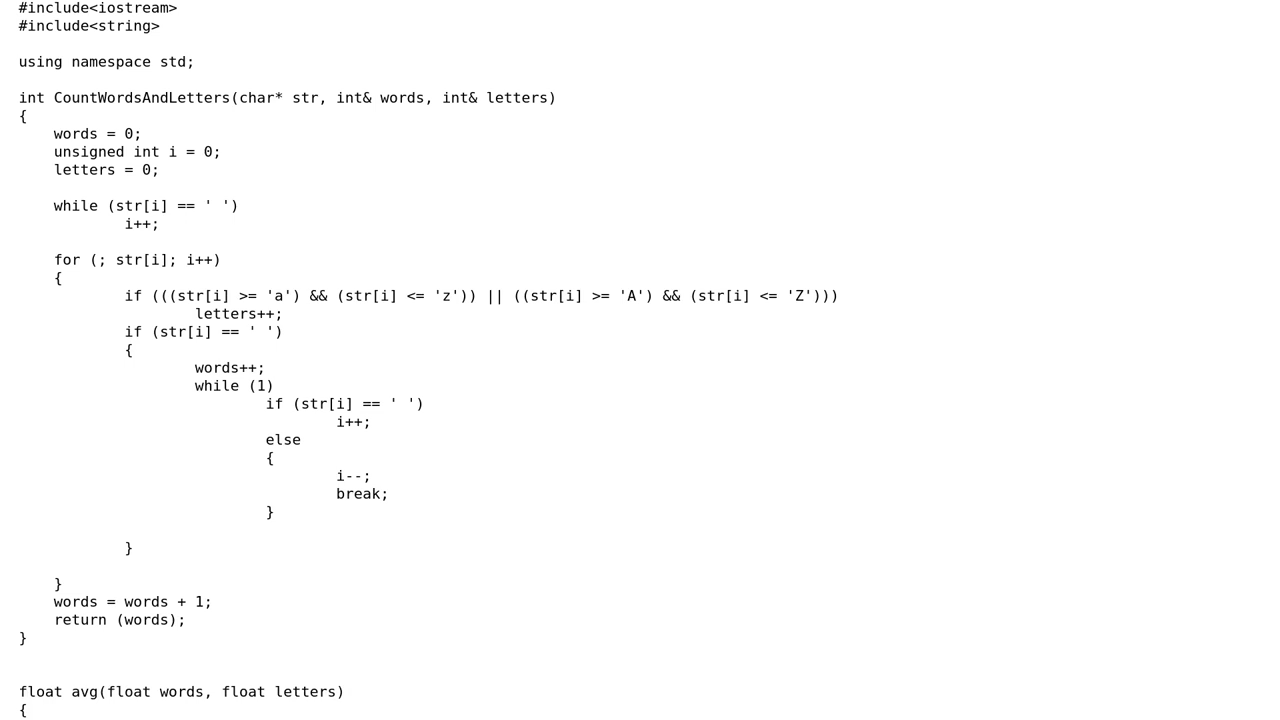 #include<iostream>
#include<string>
using namespace std;
int CountWordsAndLetters(char* str, int& words, int& letters)
{
    words = 0;
    unsigned int i = 0;
    letters = 0;
    while (str[i] == ' ')
            i++;
    for (; str[i]; i++)
    {
            if (((str[i] >= 'a') && (str[i] <= 'z')) || ((str[i] >= 'A') && (str[i] <= 'Z')))
                    letters++;
            if (str[i] == ' ')
            {
                    words++;
                    while (1)
                            if (str[i] == ' ')
                                    i++;
                            else
                            {
                                    i--;
                                    break;
                            }
            }
    }
    words = words + 1;
    return (words);
}
float avg(float words, float letters)
{